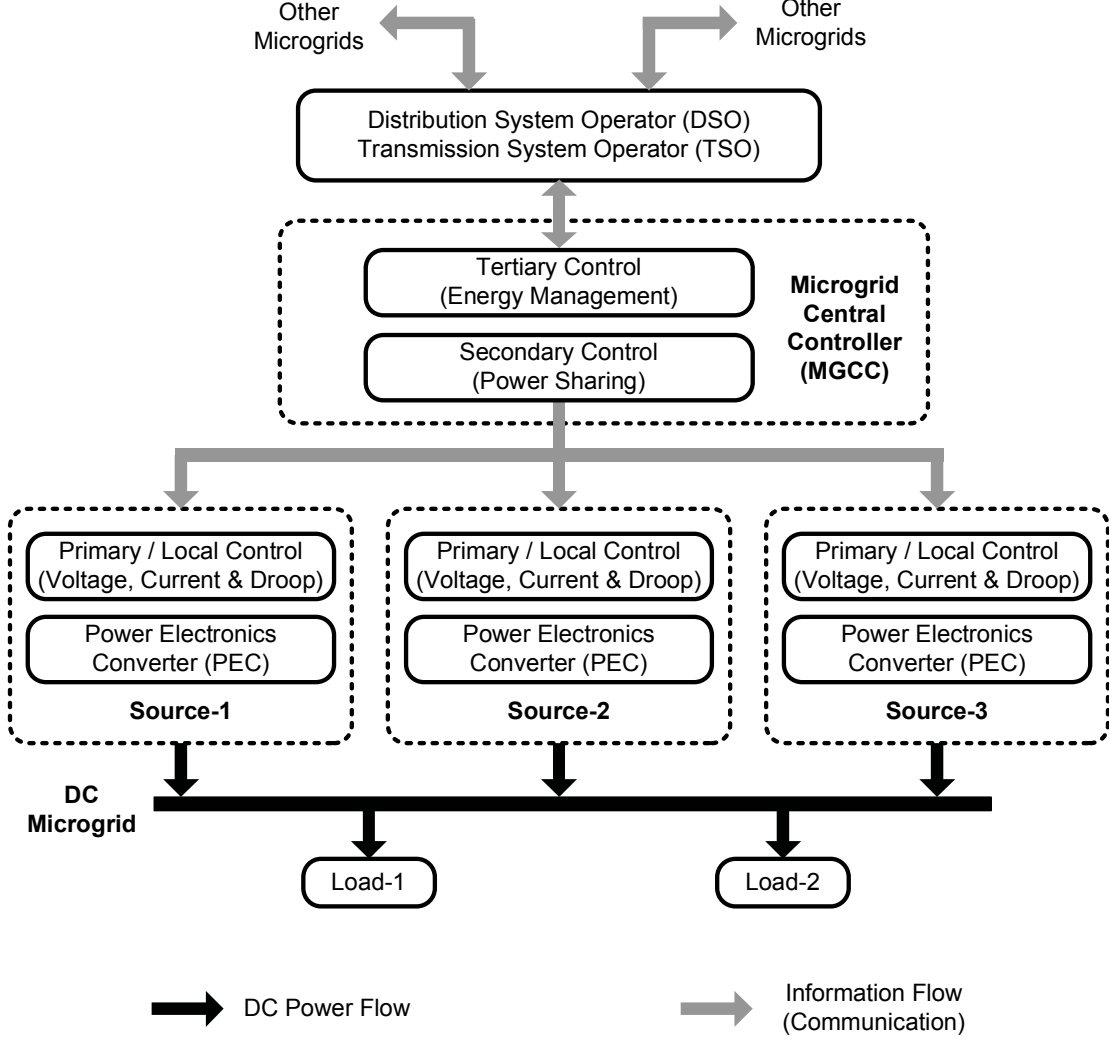 Other
Microgrids
Other
Microgrids
Distribution System Operator (DSO)
Transmission System Operator (TSO)
Tertiary Control
(Energy Management)
Microgrid
Central
Controller
(MGCC)
Secondary Control
(Power Sharing)
Primary / Local Control
(Voltage, Current & Droop)
Power Electronics
Converter (PEC)
Source-1
Primary / Local Control
(Voltage, Current & Droop)
Power Electronics
Converter (PEC)
Source-2
Primary / Local Control
(Voltage, Current & Droop)
Power Electronics
Converter (PEC)
Source-3
DC
Microgrid
Load-1
Load-2
DC Power Flow
Information Flow
(Communication)